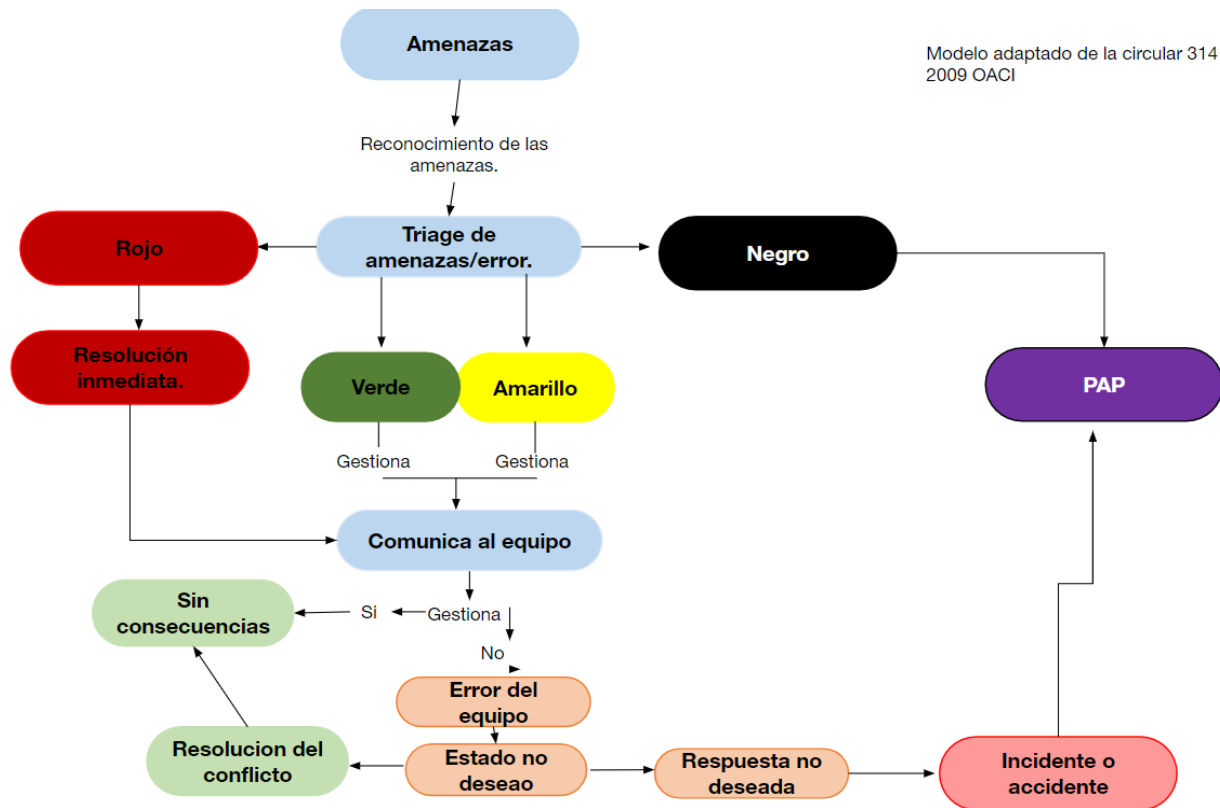 Amenazas
Modelo adaptado de la circular 314
2009 OACI
Reconocimiento de las
amenazas.
Rojo
Triage de
amenazas/error.
Negro
Resolución
inmediata.
Verde
Amarillo
PAP
Gestiona
Gestiona
Comunica al equipo
Sin
consecuencias
Si
Gestiona
No
Error del
equipo
Resolucion del
conflicto
Estado no
deseao
Respuesta no
deseada
Incidente o
accidente